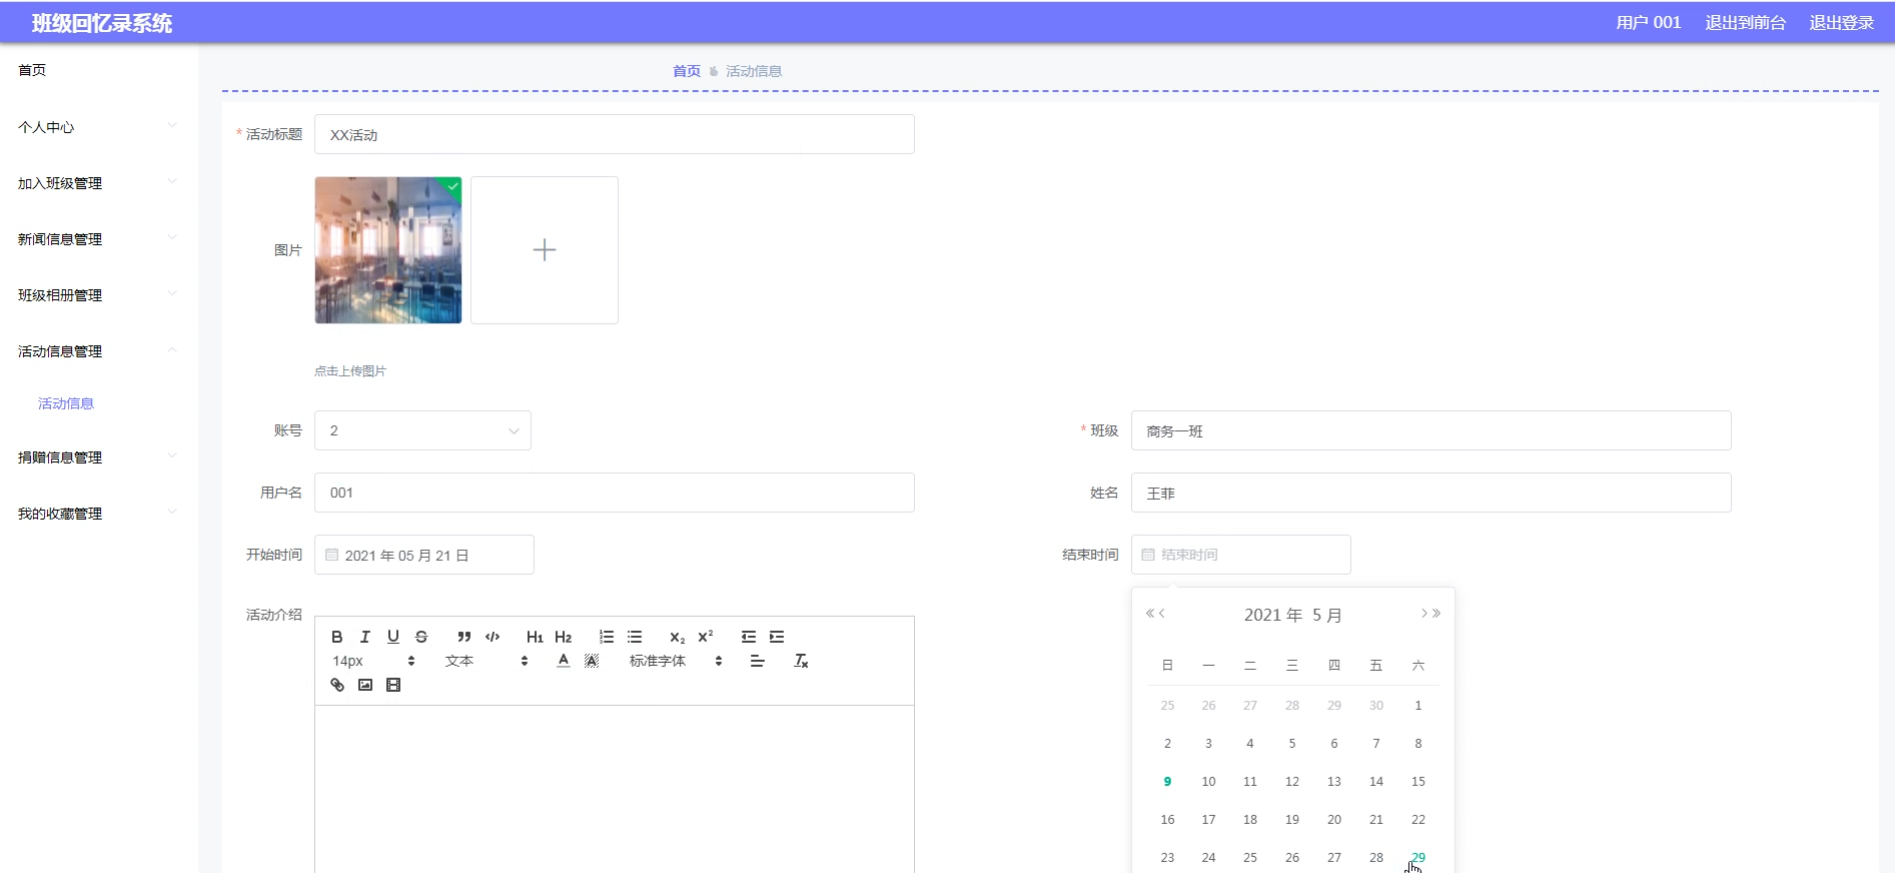 班级回忆录系统
用户 001 退出到前台 退出登录
首页
个人中心
加入班级管理
新闻信息管理
班级相册管理
活动信息管理
活动信息
捐赠信息管理
我的收藏管理
首页 活动信息
* 活动标题 XX活动
图片
点击上传图片
账号 2
* 班级 商务一班
用户名 001
姓名 王菲
开始时间 2021 年 05 月 21 日
结束时间 结束时间
活动介绍
B I U S ❞ </> H1 H2 X₂ X²
14px 文本 A A 标准字体 Tx
2021 年 5 月
日 一 二 三 四 五 六
25 26 27 28 29 30 1
2 3 4 5 6 7 8
9 10 11 12 13 14 15
16 17 18 19 20 21 22
23 24 25 26 27 28 29